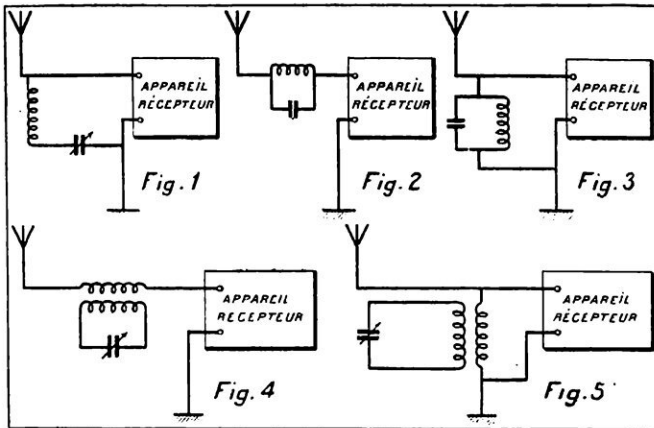 APPAREIL
RÉCEPTEUR
Fig. 1
APPAREIL
RÉCEPTEUR
Fig. 2
APPAREIL
RÉCEPTEUR
Fig. 3
APPAREIL
RÉCEPTEUR
Fig. 4
APPAREIL
RÉCEPTEUR
Fig. 5